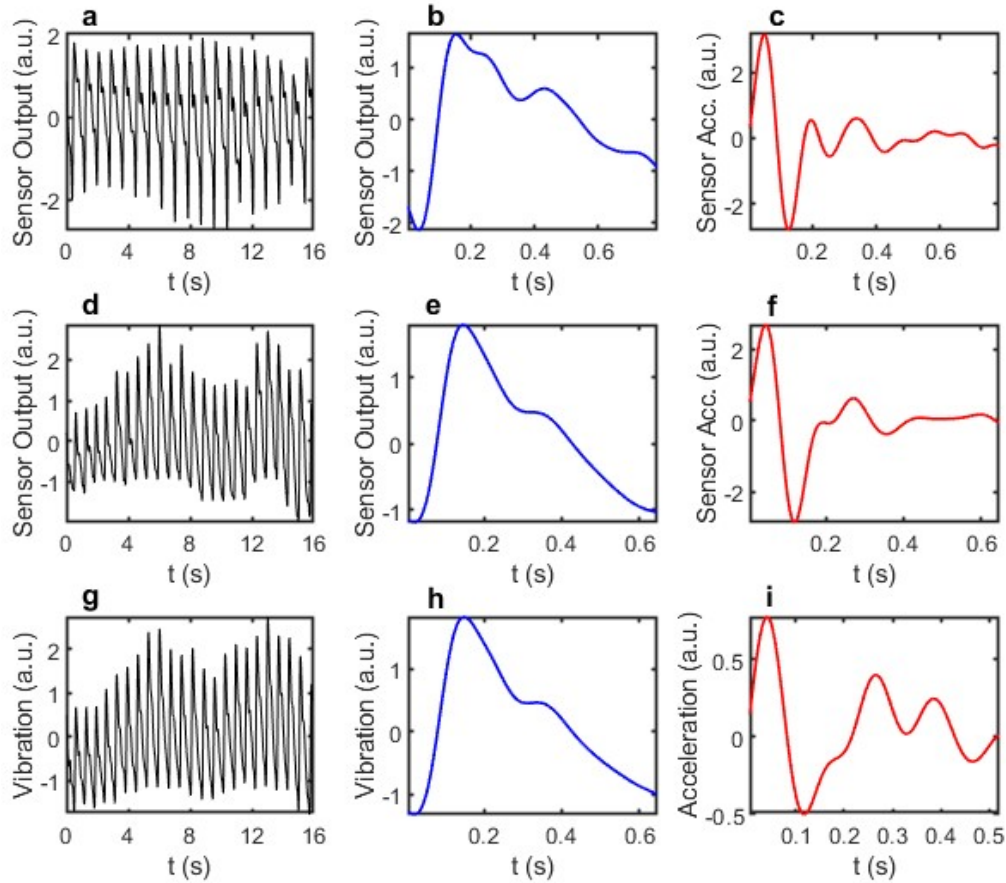 a b c
2 0 -2
Sensor Output (a.u.)
0 4 8 12 16
t (s)
1 0 -1 -2
Sensor Output (a.u.)
0.2 0.4 0.6
t (s)
2 0 -2
Sensor Acc. (a.u.)
0.2 0.4 0.6
t (s)
d e f
2 1 0 -1
Sensor Output (a.u.)
0 4 8 12 16
t (s)
1 0 -1
Sensor Output (a.u.)
0.2 0.4 0.6
t (s)
2 0 -2
Sensor Acc. (a.u.)
0.2 0.4 0.6
t (s)
g h i
2 1 0 -1
Vibration (a.u.)
0 4 8 12 16
t (s)
1 0 -1
Vibration (a.u.)
0.2 0.4 0.6
t (s)
0.5 0 -0.5
Acceleration (a.u.)
0.1 0.2 0.3 0.4 0.5
t (s)